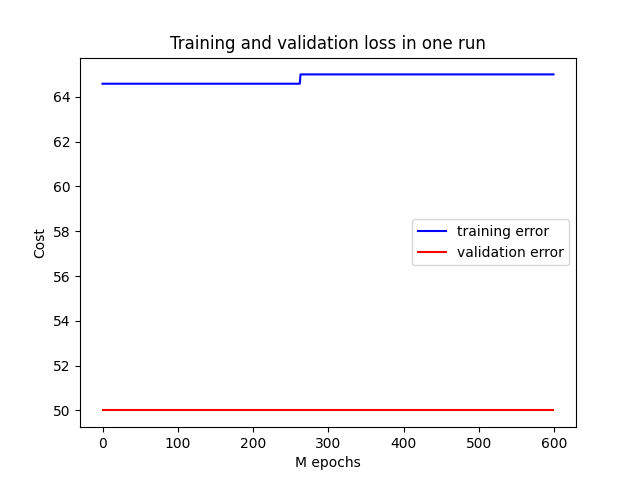 Training and validation loss in one run
Cost
64
62
60
58
56
54
52
50
training error
validation error
0 100 200 300 400 500 600
M epochs